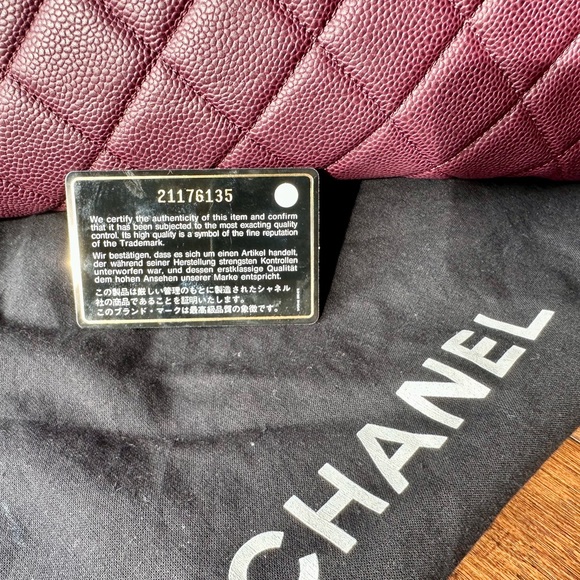 21176135
We certify the authenticity of this item and confirm
that it has been subjected to the most exacting quality
control. Its high quality is a symbol of the fine reputation
of the Trademark.
Wir bestätigen, dass es sich um einen Artikel handelt,
der während seiner Herstellung strengsten Kontrollen
unterworfen war, und dessen erstklassige Qualität
dem hohen Ansehen unserer Marke entspricht.
この製品は厳しい管理のもとに製造されたシャネル
社の商品であることを証明いたします。
このブランド・マークは最高級品質の象徴です。
CHANEL